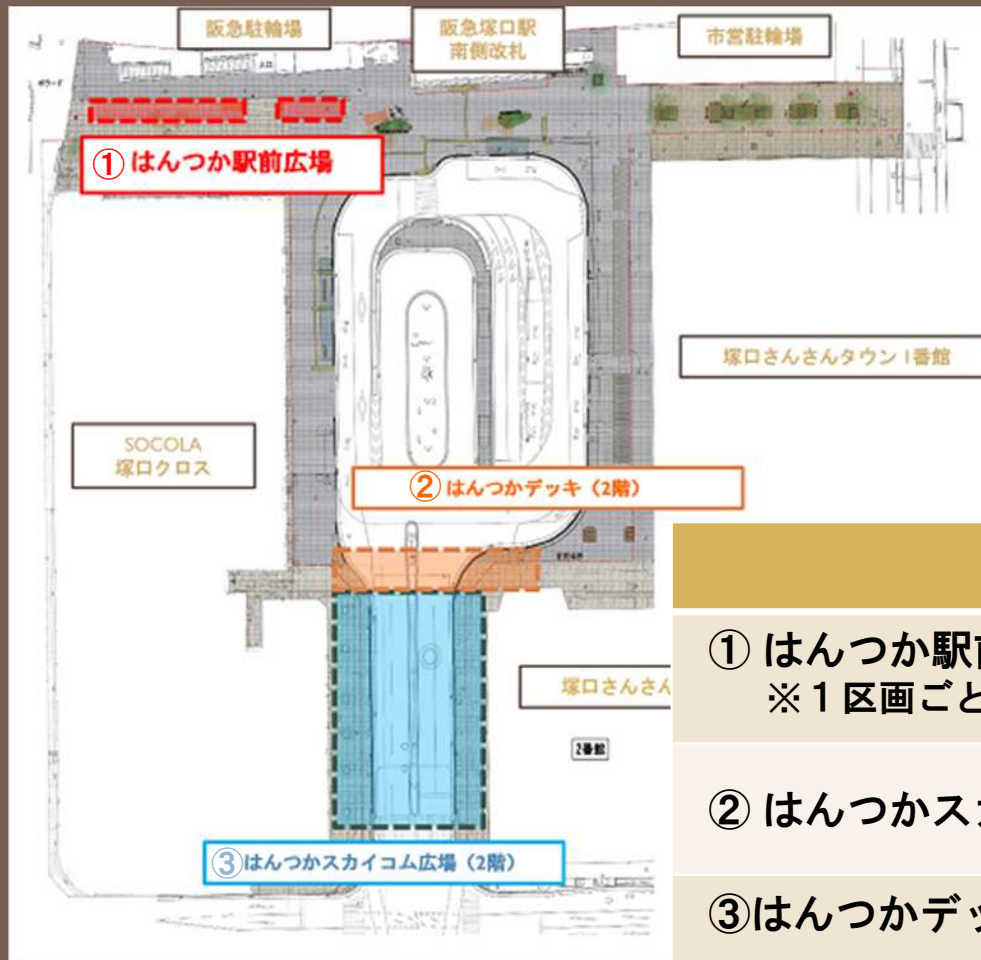 阪急駐輪場
阪急塚口駅
南側改札
市営駐輪場
入口
① はんつか駅前広場
塚口さんさんタウン1番館
SOCOLA
塚口クロス
② はんつかデッキ（2階）
塚口さんさん
2番館
③はんつかスカイコム広場（2階）
① はんつか駅前
※１区画ごと
② はんつかスカ
③はんつかデッ